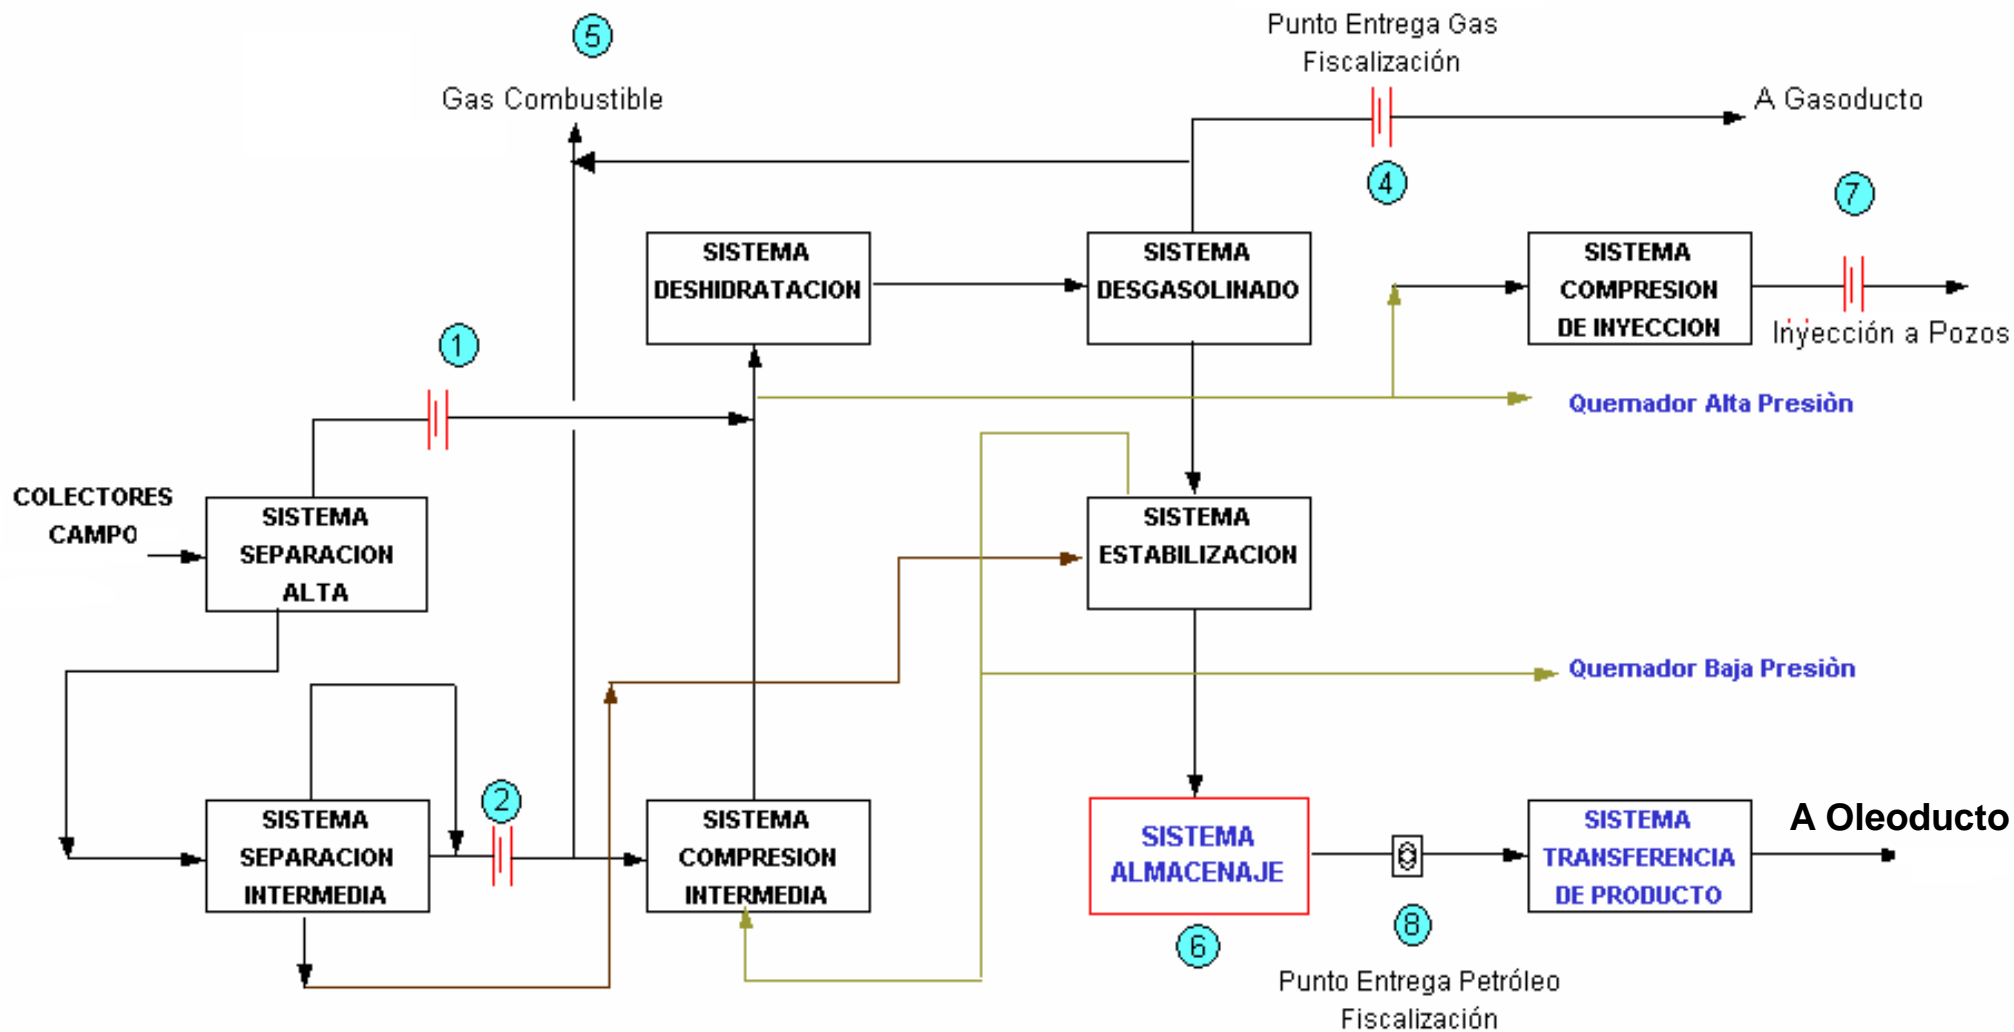 5
Gas Combustible
Punto Entrega Gas
Fiscalización
A Gasoducto
4
7
SISTEMA
DESHIDRATACION
SISTEMA
DESGASOLINADO
SISTEMA
COMPRESION
DE INYECCION
Inyección a Pozos
1
Quemador Alta Presiòn
COLECTORES
CAMPO
SISTEMA
SEPARACION
ALTA
SISTEMA
ESTABILIZACION
Quemador Baja Presiòn
2
SISTEMA
SEPARACION
INTERMEDIA
SISTEMA
COMPRESION
INTERMEDIA
SISTEMA
ALMACENAJE
SISTEMA
TRANSFERENCIA
DE PRODUCTO
A Oleoducto
6
8
Punto Entrega Petróleo
Fiscalización